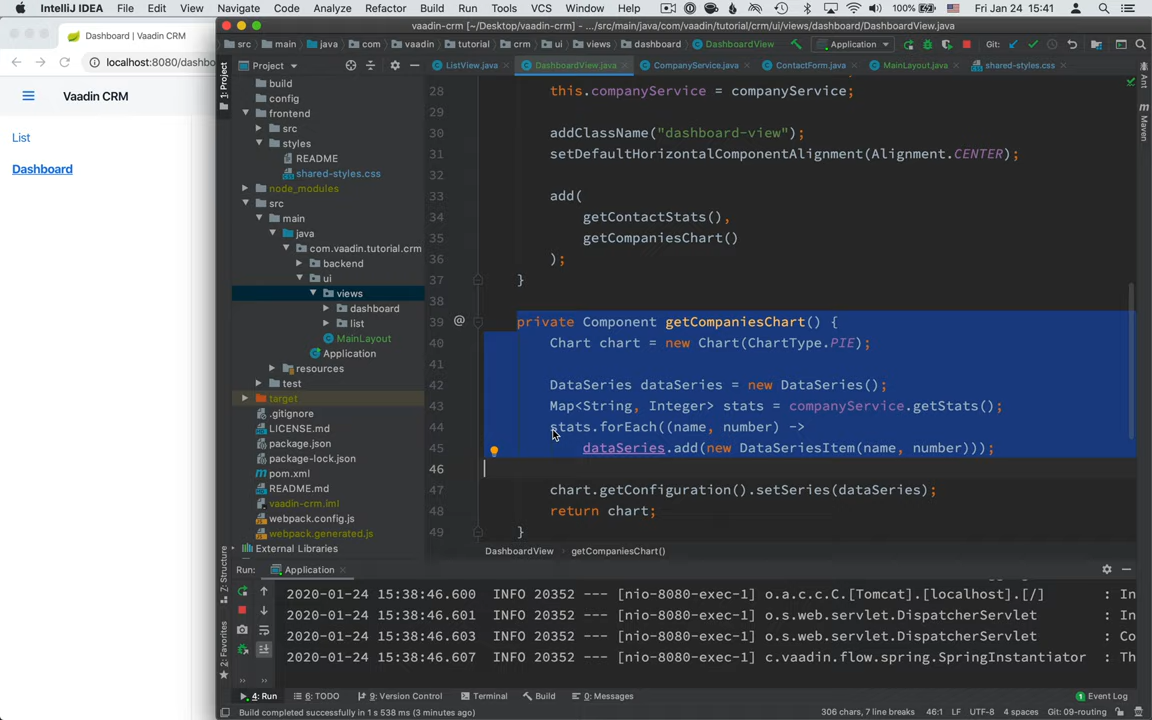 IntelliJ IDEA File Edit View Navigate Code Analyze Refactor Build Run Tools VCS Window Help 100% Fri Jan 24 15:41
Dashboard | Vaadin CRM
localhost:8080/dashbo
Vaadin CRM
List
Dashboard
vaadin-crm [~/Desktop/vaadin-crm] - .../src/main/java/com/vaadin/tutorial/crm/ui/views/dashboard/DashboardView.java
src main java com vaadin tutorial crm ui views dashboard DashboardView Application Git:
Project
ListView.java DashboardView.java CompanyService.java ContactForm.java MainLayout.java shared-styles.css
1: Project
7: Structure
2: Favorites
Ant
Maven
build
config
frontend
src
styles
README
shared-styles.css
node_modules
src
main
java
com.vaadin.tutorial.crm
backend
ui
views
dashboard
list
MainLayout
Application
resources
test
target
.gitignore
LICENSE.md
package.json
package-lock.json
pom.xml
README.md
vaadin-crm.iml
webpack.config.js
webpack.generated.js
External Libraries
28 this.companyService = companyService;
29
30 addClassName("dashboard-view");
31 setDefaultHorizontalComponentAlignment(Alignment.CENTER);
32
33 add(
34 getContactStats(),
35 getCompaniesChart()
36 );
37 }
38
39 @ private Component getCompaniesChart() {
40 Chart chart = new Chart(ChartType.PIE);
41
42 DataSeries dataSeries = new DataSeries();
43 Map<String, Integer> stats = companyService.getStats();
44 stats.forEach((name, number) ->
45 dataSeries.add(new DataSeriesItem(name, number)));
46
47 chart.getConfiguration().setSeries(dataSeries);
48 return chart;
49 }
DashboardView getCompaniesChart()
Run: Application
2020-01-24 15:38:46.600 INFO 20352 --- [nio-8080-exec-1] o.a.c.c.C.[Tomcat].[localhost].[/] : In
2020-01-24 15:38:46.601 INFO 20352 --- [nio-8080-exec-1] o.s.web.servlet.DispatcherServlet : In
2020-01-24 15:38:46.603 INFO 20352 --- [nio-8080-exec-1] o.s.web.servlet.DispatcherServlet : Co
2020-01-24 15:38:46.607 INFO 20352 --- [nio-8080-exec-1] c.vaadin.flow.spring.SpringInstantiator : Th
4: Run 6: TODO 9: Version Control Terminal Build 0: Messages 1 Event Log
Build completed successfully in 1 s 538 ms (3 minutes ago) 306 chars, 7 line breaks 46:1 LF UTF-8 4 spaces Git: 09-routing